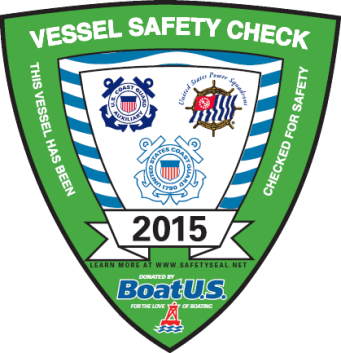 VESSEL SAFETY CHECK
THIS VESSEL HAS BEEN
CHECKED FOR SAFETY
U.S. COAST GUARD
AUXILIARY
United States Power Squadrons
UNITED STATES COAST GUARD
1790
2015
LEARN MORE AT WWW.SAFETYSEAL.NET
DONATED BY
BoatU.S.
FOR THE LOVE OF BOATING